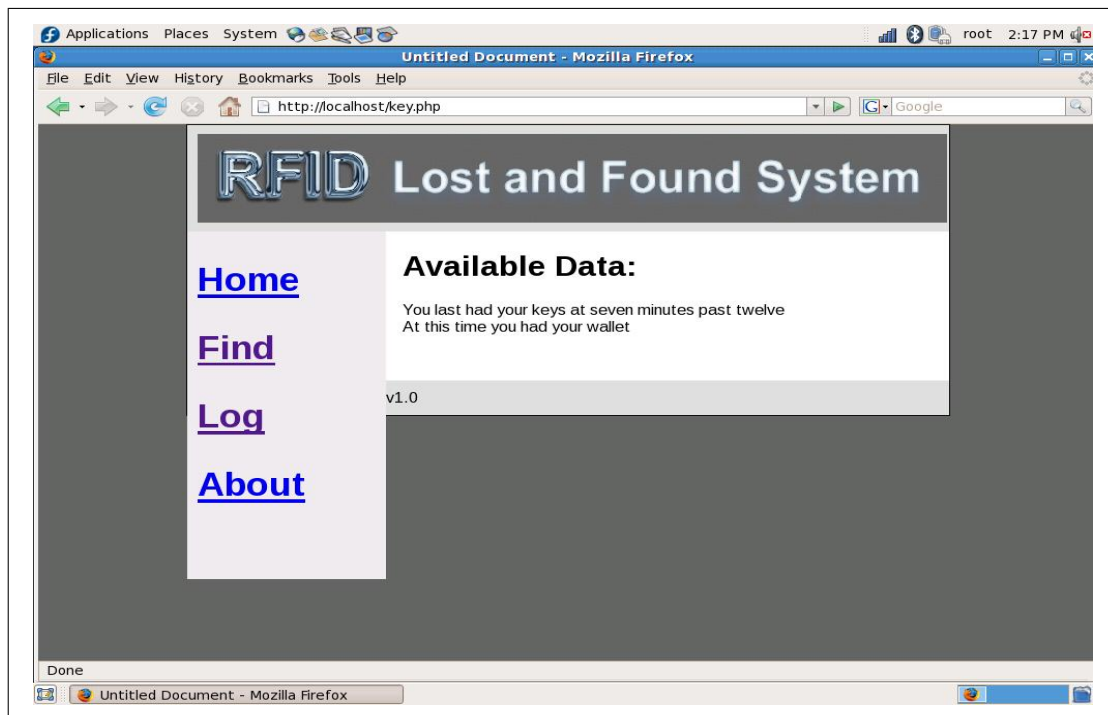 Applications Places System root 2:17 PM
Untitled Document - Mozilla Firefox
File Edit View History Bookmarks Tools Help
http://localhost/key.php G Google
RFID Lost and Found System
Home
Find
Log
About
Available Data:
You last had your keys at seven minutes past twelve
At this time you had your wallet
v1.0
Done
Untitled Document - Mozilla Firefox